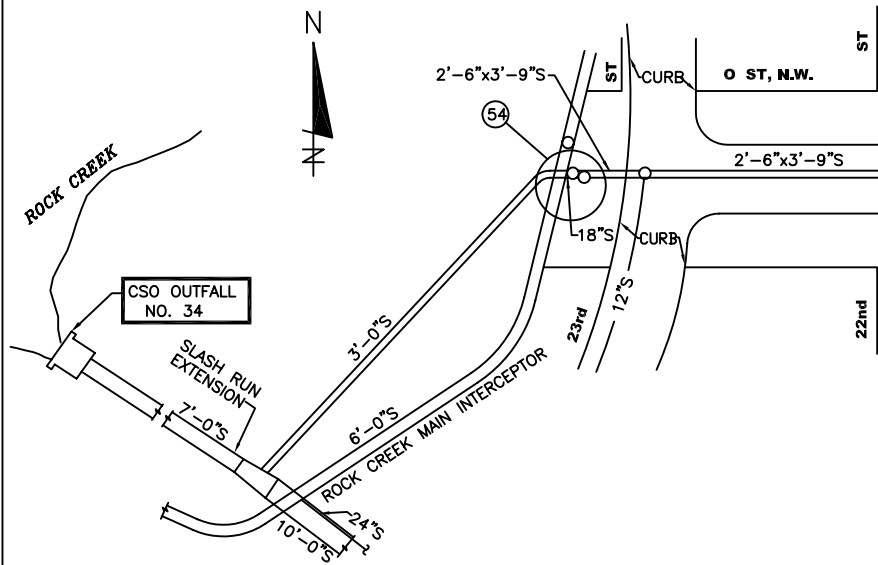 N
2'-6"x3'-9"S
ST
CURB
O ST, N.W.
ST
54
ROCK CREEK
2'-6"x3'-9"S
18"S
CURB
CSO OUTFALL
NO. 34
12"S
23rd
22nd
3'-0"S
SLASH RUN
EXTENSION
7'-0"S
6'-0"S
ROCK CREEK MAIN INTERCEPTOR
24"S
10'-0"S